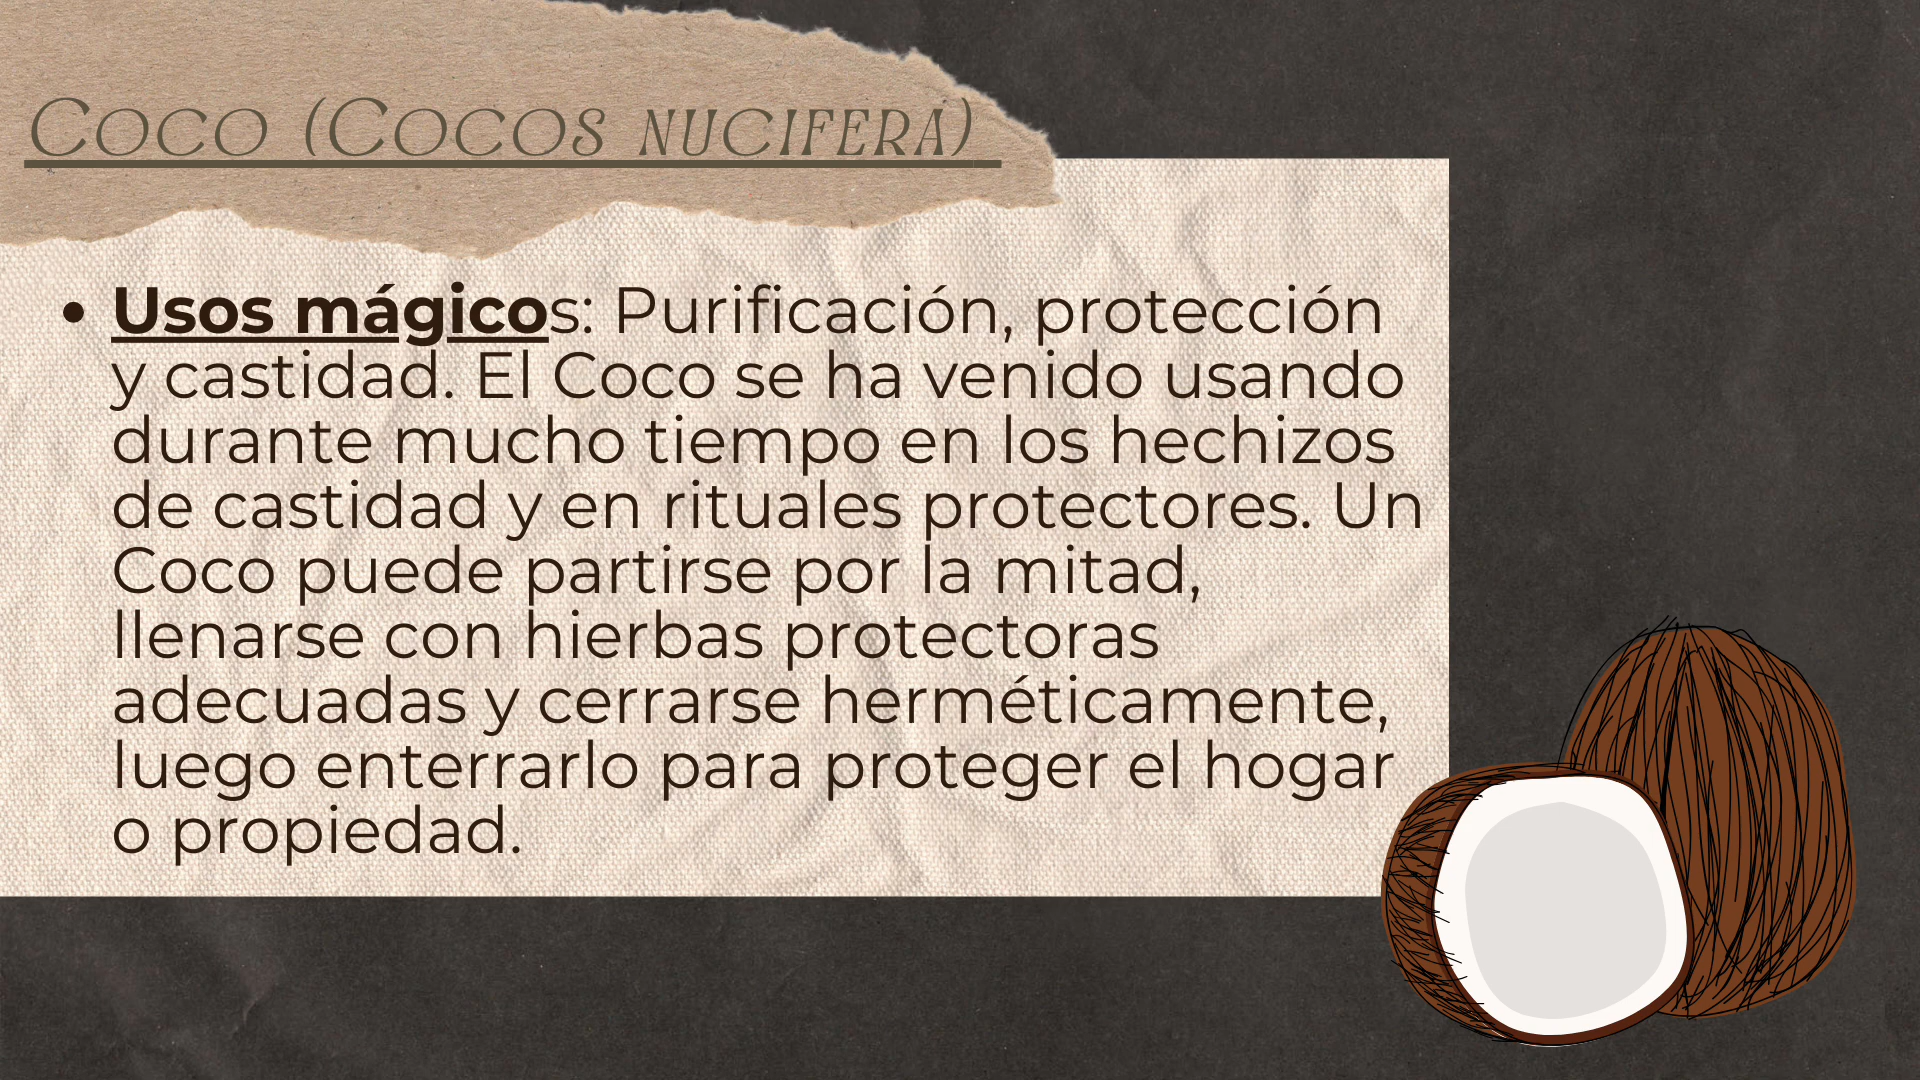 Coco (Cocos nucifera)
• Usos mágicos: Purificación, protección
y castidad. El Coco se ha venido usando
durante mucho tiempo en los hechizos
de castidad y en rituales protectores. Un
Coco puede partirse por la mitad,
llenarse con hierbas protectoras
adecuadas y cerrarse herméticamente,
luego enterrarlo para proteger el hogar
o propiedad.